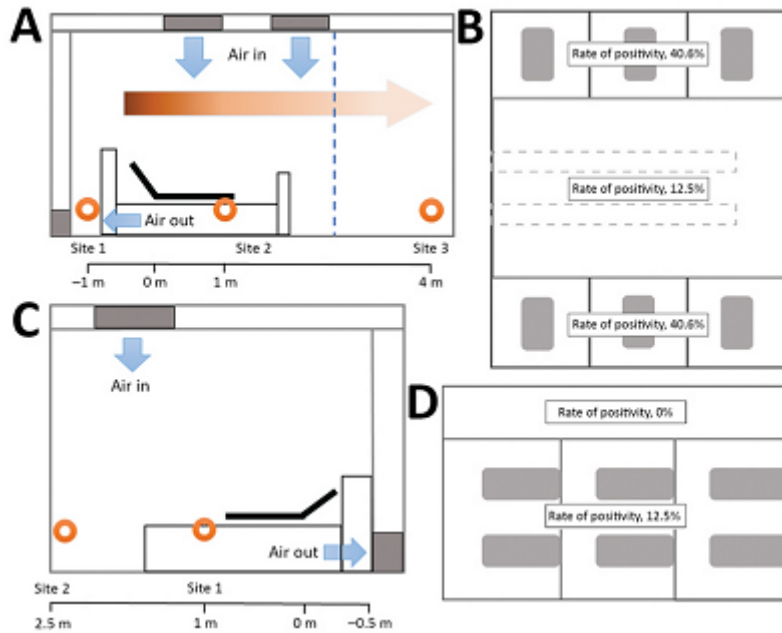 A
Air in
Air out
Site 1
Site 2
Site 3
−1 m
0 m
1 m
4 m
B
Rate of positivity, 40.6%
Rate of positivity, 12.5%
Rate of positivity, 40.6%
C
Air in
Air out
Site 2
Site 1
2.5 m
1 m
0 m
−0.5 m
D
Rate of positivity, 0%
Rate of positivity, 12.5%